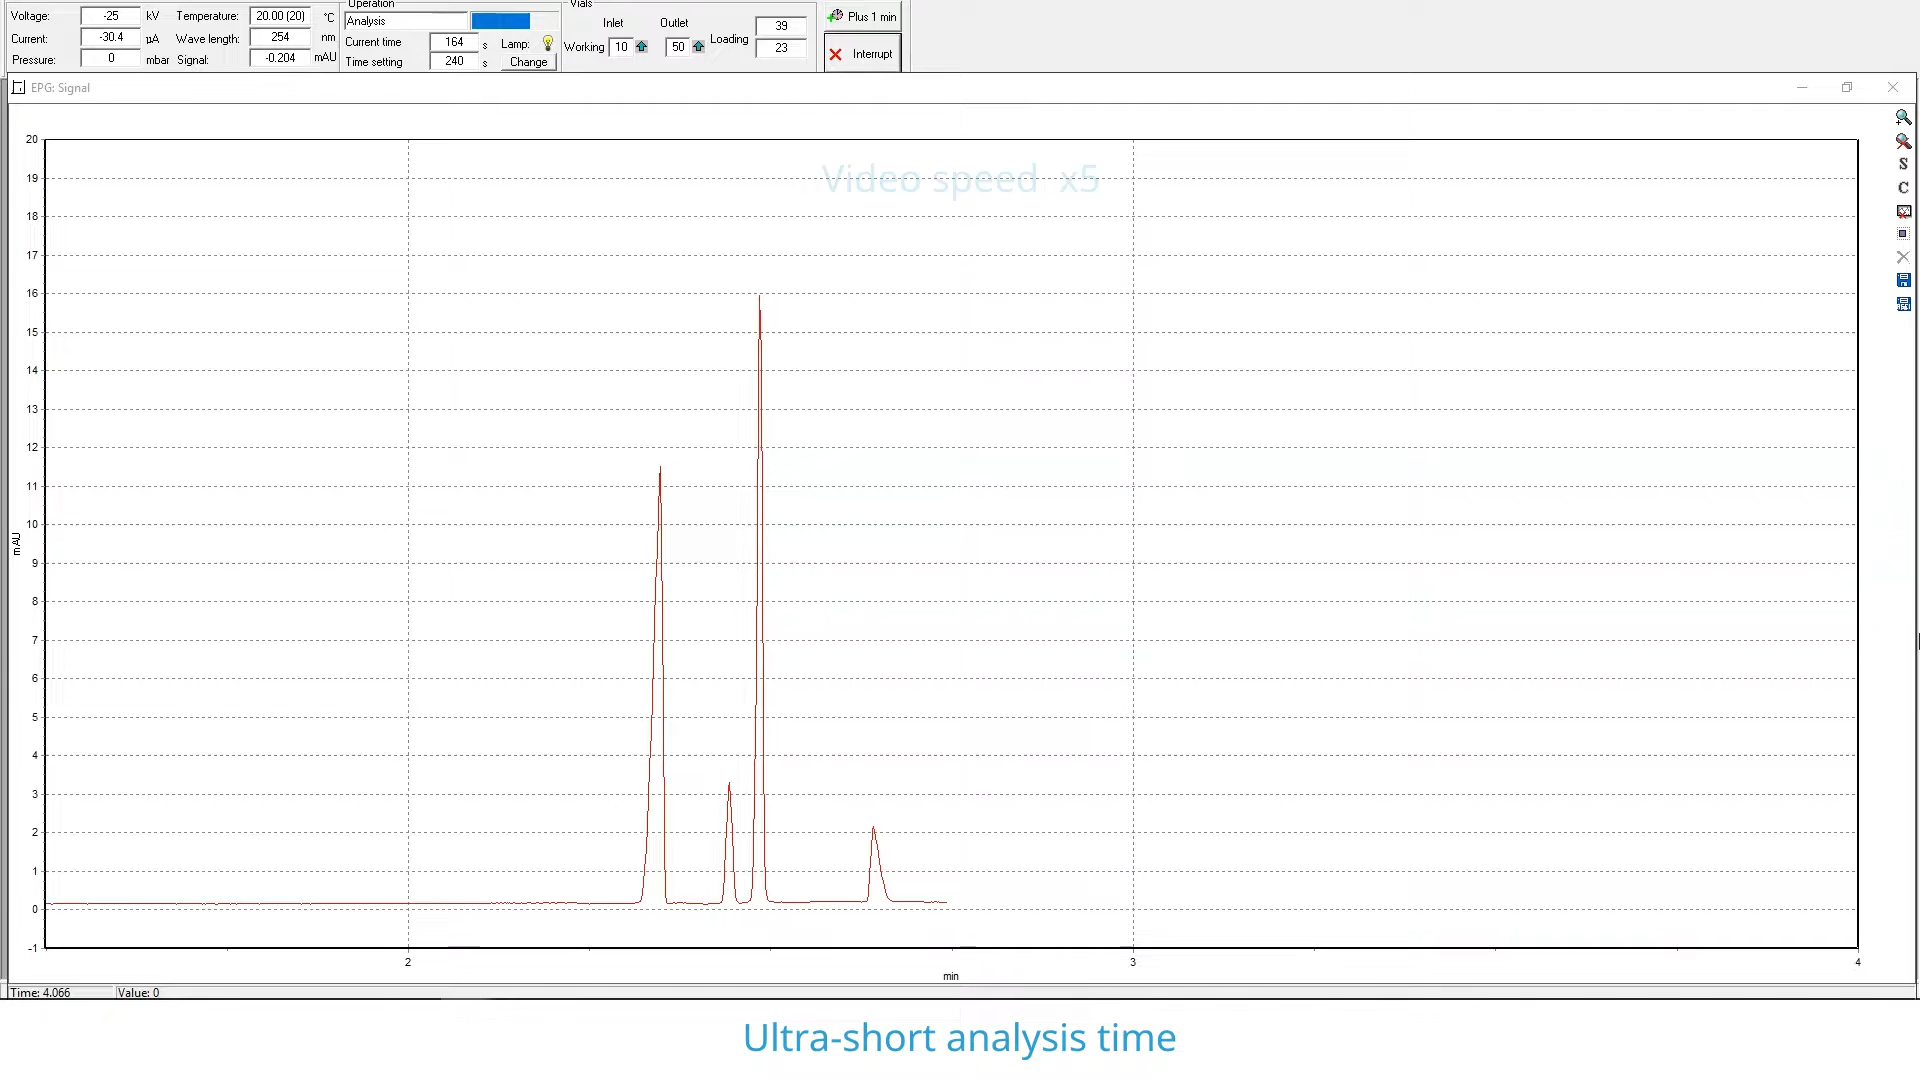 Operation
Vials
Voltage: -25 kV Temperature: 20.00 (20) °C
Analysis
Plus 1 min
Current: -30.4 µA Wave length: 254 nm
Current time 164 s Lamp:
Inlet Outlet
39
Working 10 50 Loading
23
Pressure: 0 mbar Signal: -0.204 mAU
Time setting 240 s Change
Interrupt
EPG: Signal
Video speed x5
S
C
20
19
18
17
16
15
14
13
12
11
10
9
8
7
6
5
4
3
2
1
0
-1
mAU
2 3 4
min
Time: 4.066 Value: 0
Ultra-short analysis time